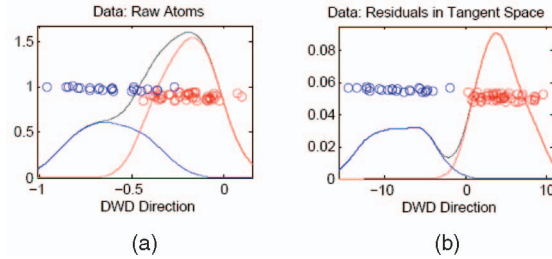 Data: Raw Atoms
1.5
1
0.5
0
-1
-0.5
0
DWD Direction
(a)
Data: Residuals in Tangent Space
0.08
0.06
0.04
0.02
0
-10
0
10
DWD Direction
(b)